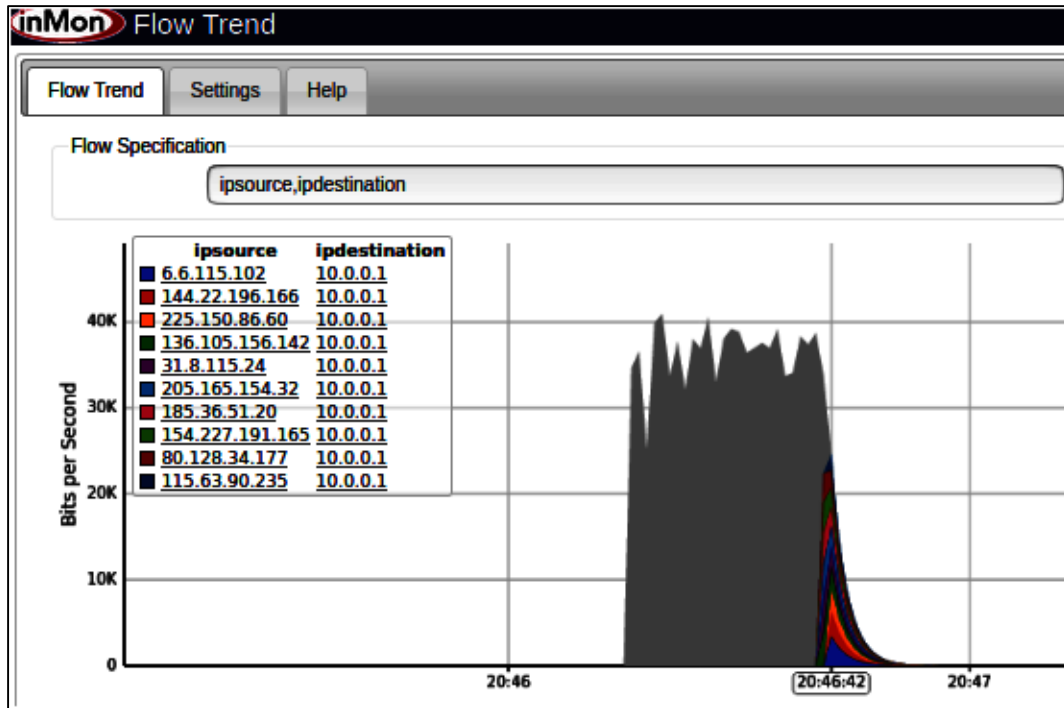 inMon Flow Trend
Flow Trend Settings Help
Flow Specification
ipsource,ipdestination
ipsource ipdestination
6.6.115.102 10.0.0.1
144.22.196.166 10.0.0.1
225.150.86.60 10.0.0.1
136.105.156.142 10.0.0.1
31.8.115.24 10.0.0.1
205.165.154.32 10.0.0.1
185.36.51.20 10.0.0.1
154.227.191.165 10.0.0.1
80.128.34.177 10.0.0.1
115.63.90.235 10.0.0.1
Bits per Second
40K
30K
20K
10K
0
20:46 20:46:42 20:47